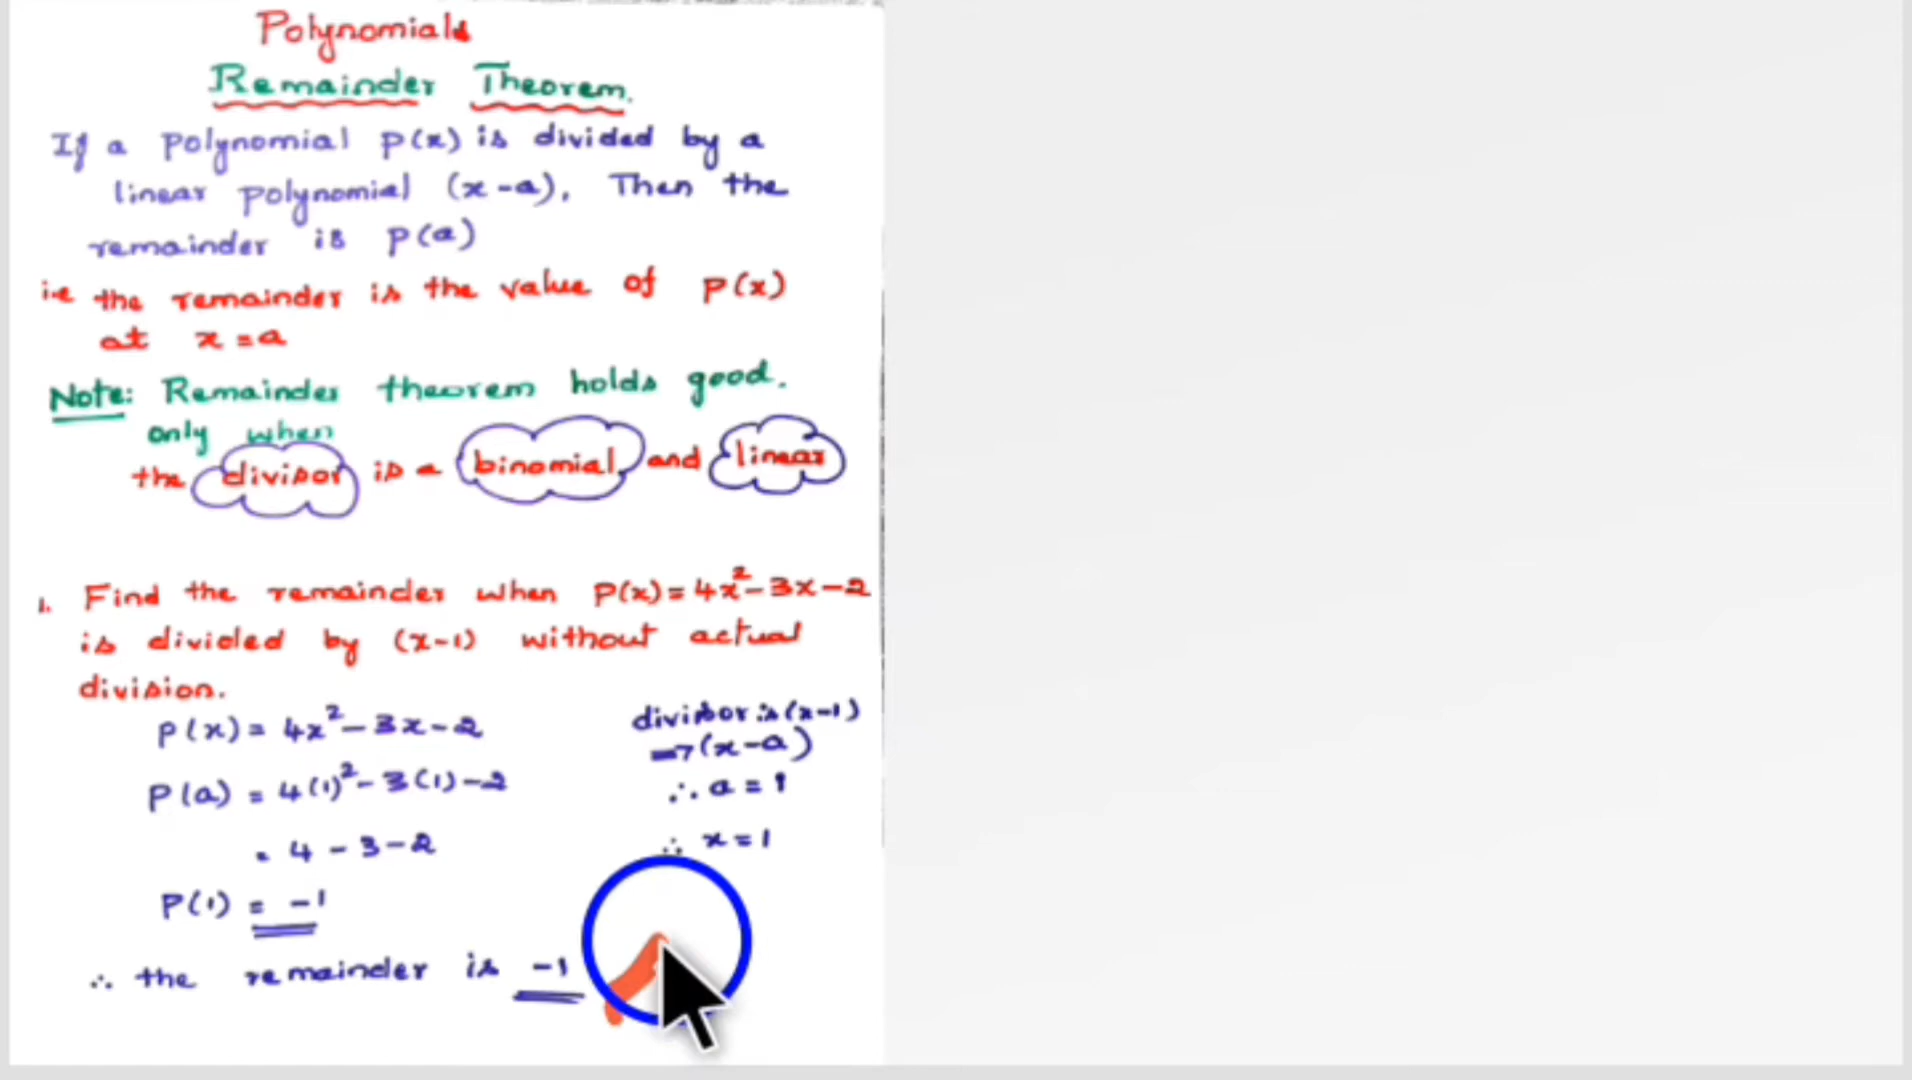 Polynomials
Remainder Theorem.
If a polynomial P(x) is divided by a
linear polynomial (x-a), Then the
remainder is P(a)
i.e the remainder is the value of P(x)
at x=a
Note: Remainder theorem holds good.
only when
the divisor is a binomial and linear
1. Find the remainder when P(x)=4x²-3x-2
is divided by (x-1) without actual
division.
P(x) = 4x²-3x-2
divisor is (x-1)
→(x-a)
P(a) = 4(1)²-3(1)-2
∴ a = 1
= 4-3-2
∴ x=1
P(1) = -1
∴ the remainder is -1